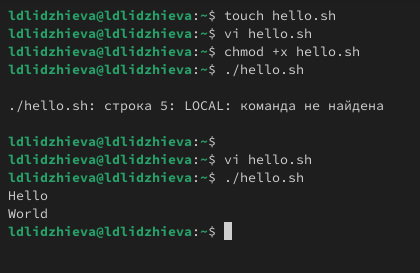 ldlidzhieva@ldlidzhieva:~$ touch hello.sh
ldlidzhieva@ldlidzhieva:~$ vi hello.sh
ldlidzhieva@ldlidzhieva:~$ chmod +x hello.sh
ldlidzhieva@ldlidzhieva:~$ ./hello.sh
./hello.sh: строка 5: LOCAL: команда не найдена
ldlidzhieva@ldlidzhieva:~$
ldlidzhieva@ldlidzhieva:~$ vi hello.sh
ldlidzhieva@ldlidzhieva:~$ ./hello.sh
Hello
World
ldlidzhieva@ldlidzhieva:~$